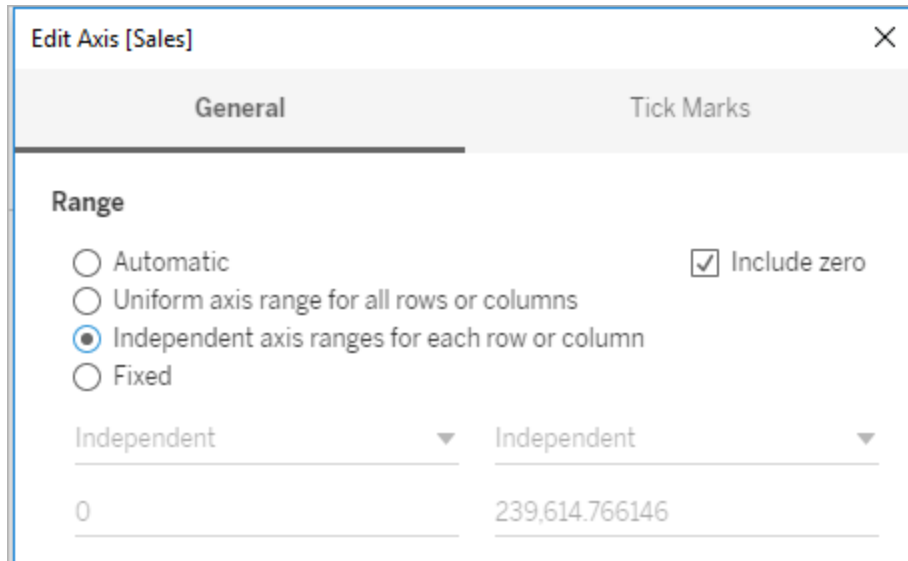 Edit Axis [Sales]
General
Tick Marks
Range
Automatic
Include zero
Uniform axis range for all rows or columns
Independent axis ranges for each row or column
Fixed
Independent
Independent
0
239,614.766146